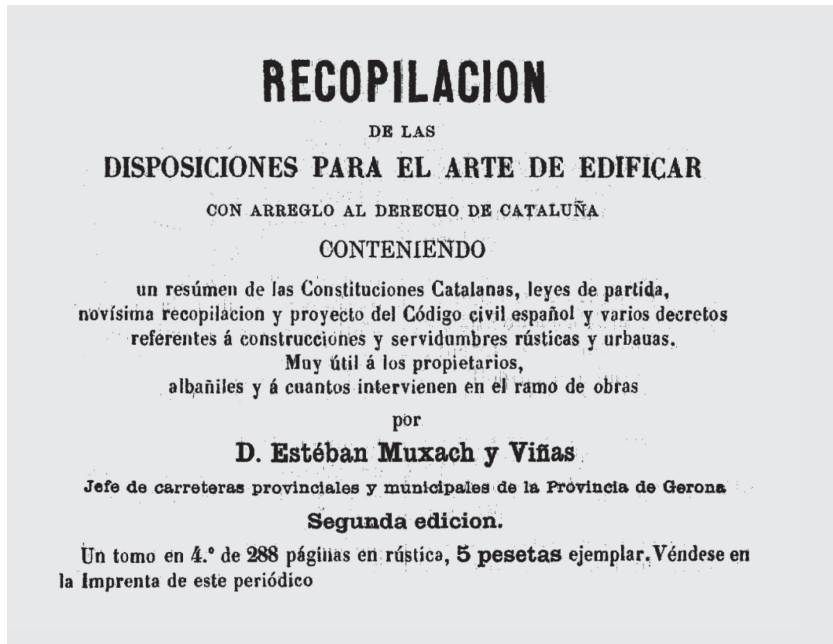 RECOPILACION
DE LAS
DISPOSICIONES PARA EL ARTE DE EDIFICAR
CON ARREGLO AL DERECHO DE CATALUÑA
CONTENIENDO
un resúmen de las Constituciones Catalanas, leyes de partida,
novísima recopilacion y proyecto del Código civil español y varios decretos
referentes á construcciones y servidumbres rústicas y urbauas.
Muy útil á los propietarios,
albañiles y á cuantos intervienen en el ramo de obras
por
D. Estéban Muxach y Viñas
Jefe de carreteras provinciales y municipales de la Provincia de Gerona
Segunda edicion.
Un tomo en 4.º de 288 páginas en rústica, 5 pesetas ejemplar. Véndese en
la Imprenta de este periódico